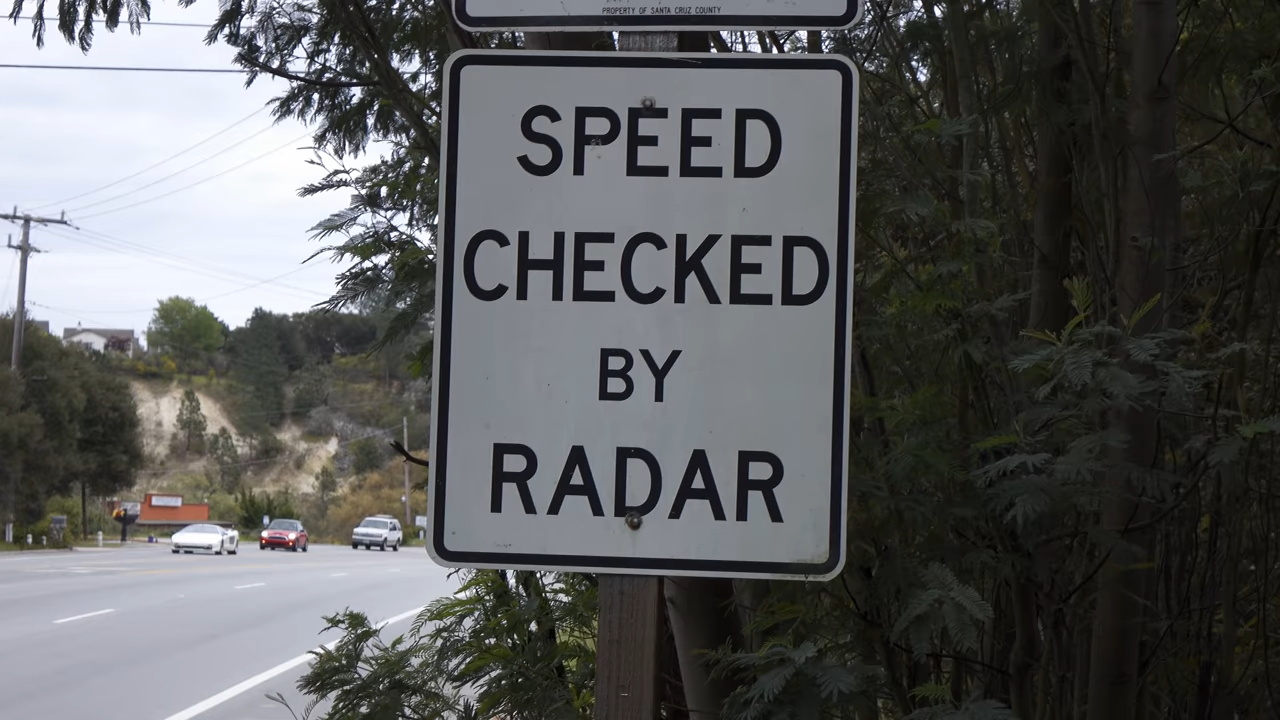 PROPERTY OF SANTA CRUZ COUNTY
SPEED
CHECKED
BY
RADAR